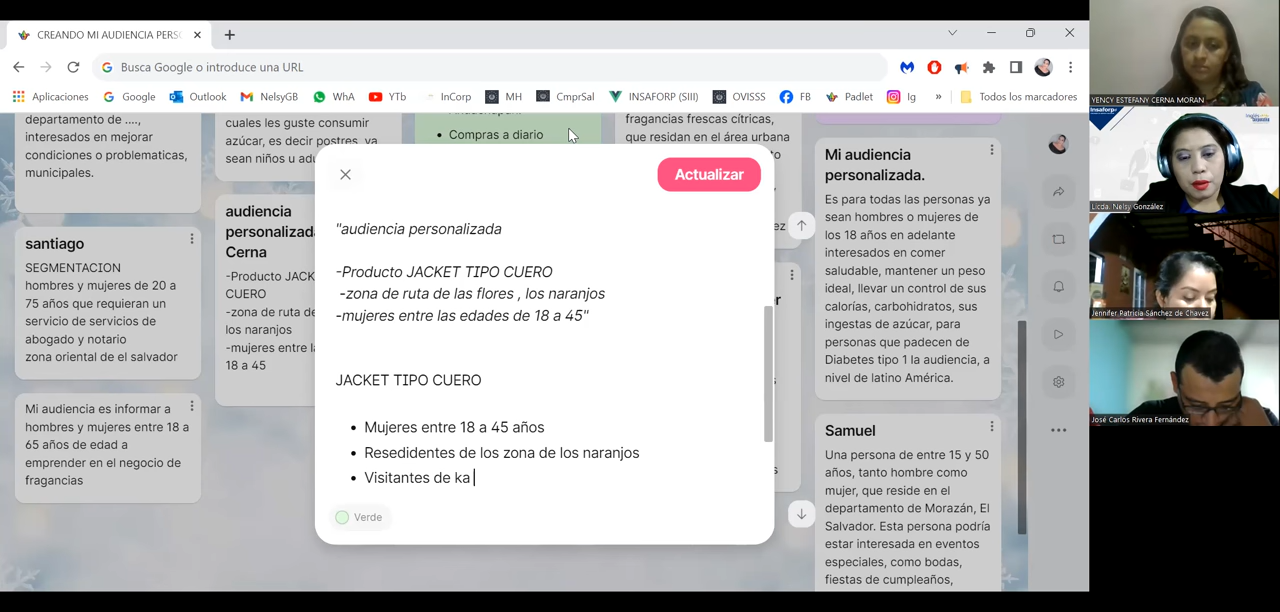 CREANDO MI AUDIENCIA PERS
Busca Google o introduce una URL
Aplicaciones Google Outlook NelsyGB WhA YTb InCorp MH CmprSal INSAFORP (SIII) OVISSS FB Padlet Ig » Todos los marcadores
departamento de ....,
interesados en mejorar
condiciones o problematicas,
municipales.
santiago
SEGMENTACION
hombres y mujeres de 20 a
75 años que requieran un
servicio de servicios de
abogado y notario
zona oriental de el salvador
Mi audiencia es informar a
hombres y mujeres entre 18 a
65 años de edad a
emprender en el negocio de
fragancias
cuales les guste consumir
azúcar, es decir postres, ya
sean niños u adu
audiencia
personalizada
Cerna
-Producto JACK
CUERO
-zona de ruta de
los naranjos
-mujeres entre la
18 a 45
• Compras a diario
fragancias frescas cítricas,
que residan en el área urbana
Actualizar
"audiencia personalizada
-Producto JACKET TIPO CUERO
-zona de ruta de las flores , los naranjos
-mujeres entre las edades de 18 a 45"
JACKET TIPO CUERO
• Mujeres entre 18 a 45 años
• Resedidentes de los zona de los naranjos
• Visitantes de ka
Verde
Mi audiencia
personalizada.
Es para todas las personas ya
sean hombres o mujeres de
los 18 años en adelante
interesados en comer
saludable, mantener un peso
ideal, llevar un control de sus
calorías, carbohidratos, sus
ingestas de azúcar, para
personas que padecen de
Diabetes tipo 1 la audiencia, a
nivel de latino América.
Samuel
Una persona de entre 15 y 50
años, tanto hombre como
mujer, que reside en el
departamento de Morazán, El
Salvador. Esta persona podría
estar interesada en eventos
especiales, como bodas,
fiestas de cumpleaños,
YENCY ESTEFANY CERNA MORAN
Insaforp
Licda. Nelsy González
Jennifer Patricia Sánchez de Chavez
José Carlos Rivera Fernández